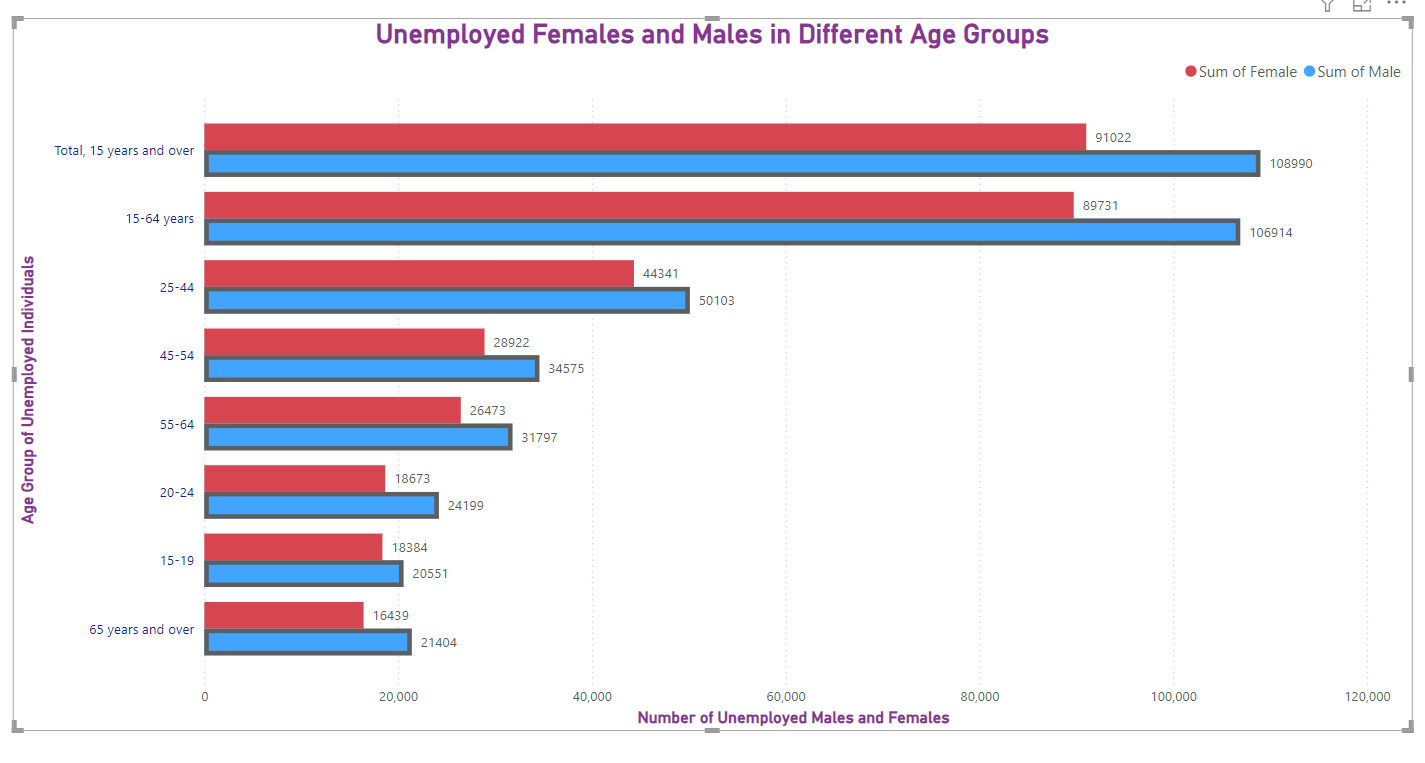 Unemployed Females and Males in Different Age Groups
Sum of Female Sum of Male
Total, 15 years and over
91022
108990
15-64 years
89731
106914
25-44
44341
50103
45-54
28922
34575
55-64
26473
31797
20-24
18673
24199
15-19
18384
20551
65 years and over
16439
21404
Age Group of Unemployed Individuals
0 20,000 40,000 60,000 80,000 100,000 120,000
Number of Unemployed Males and Females